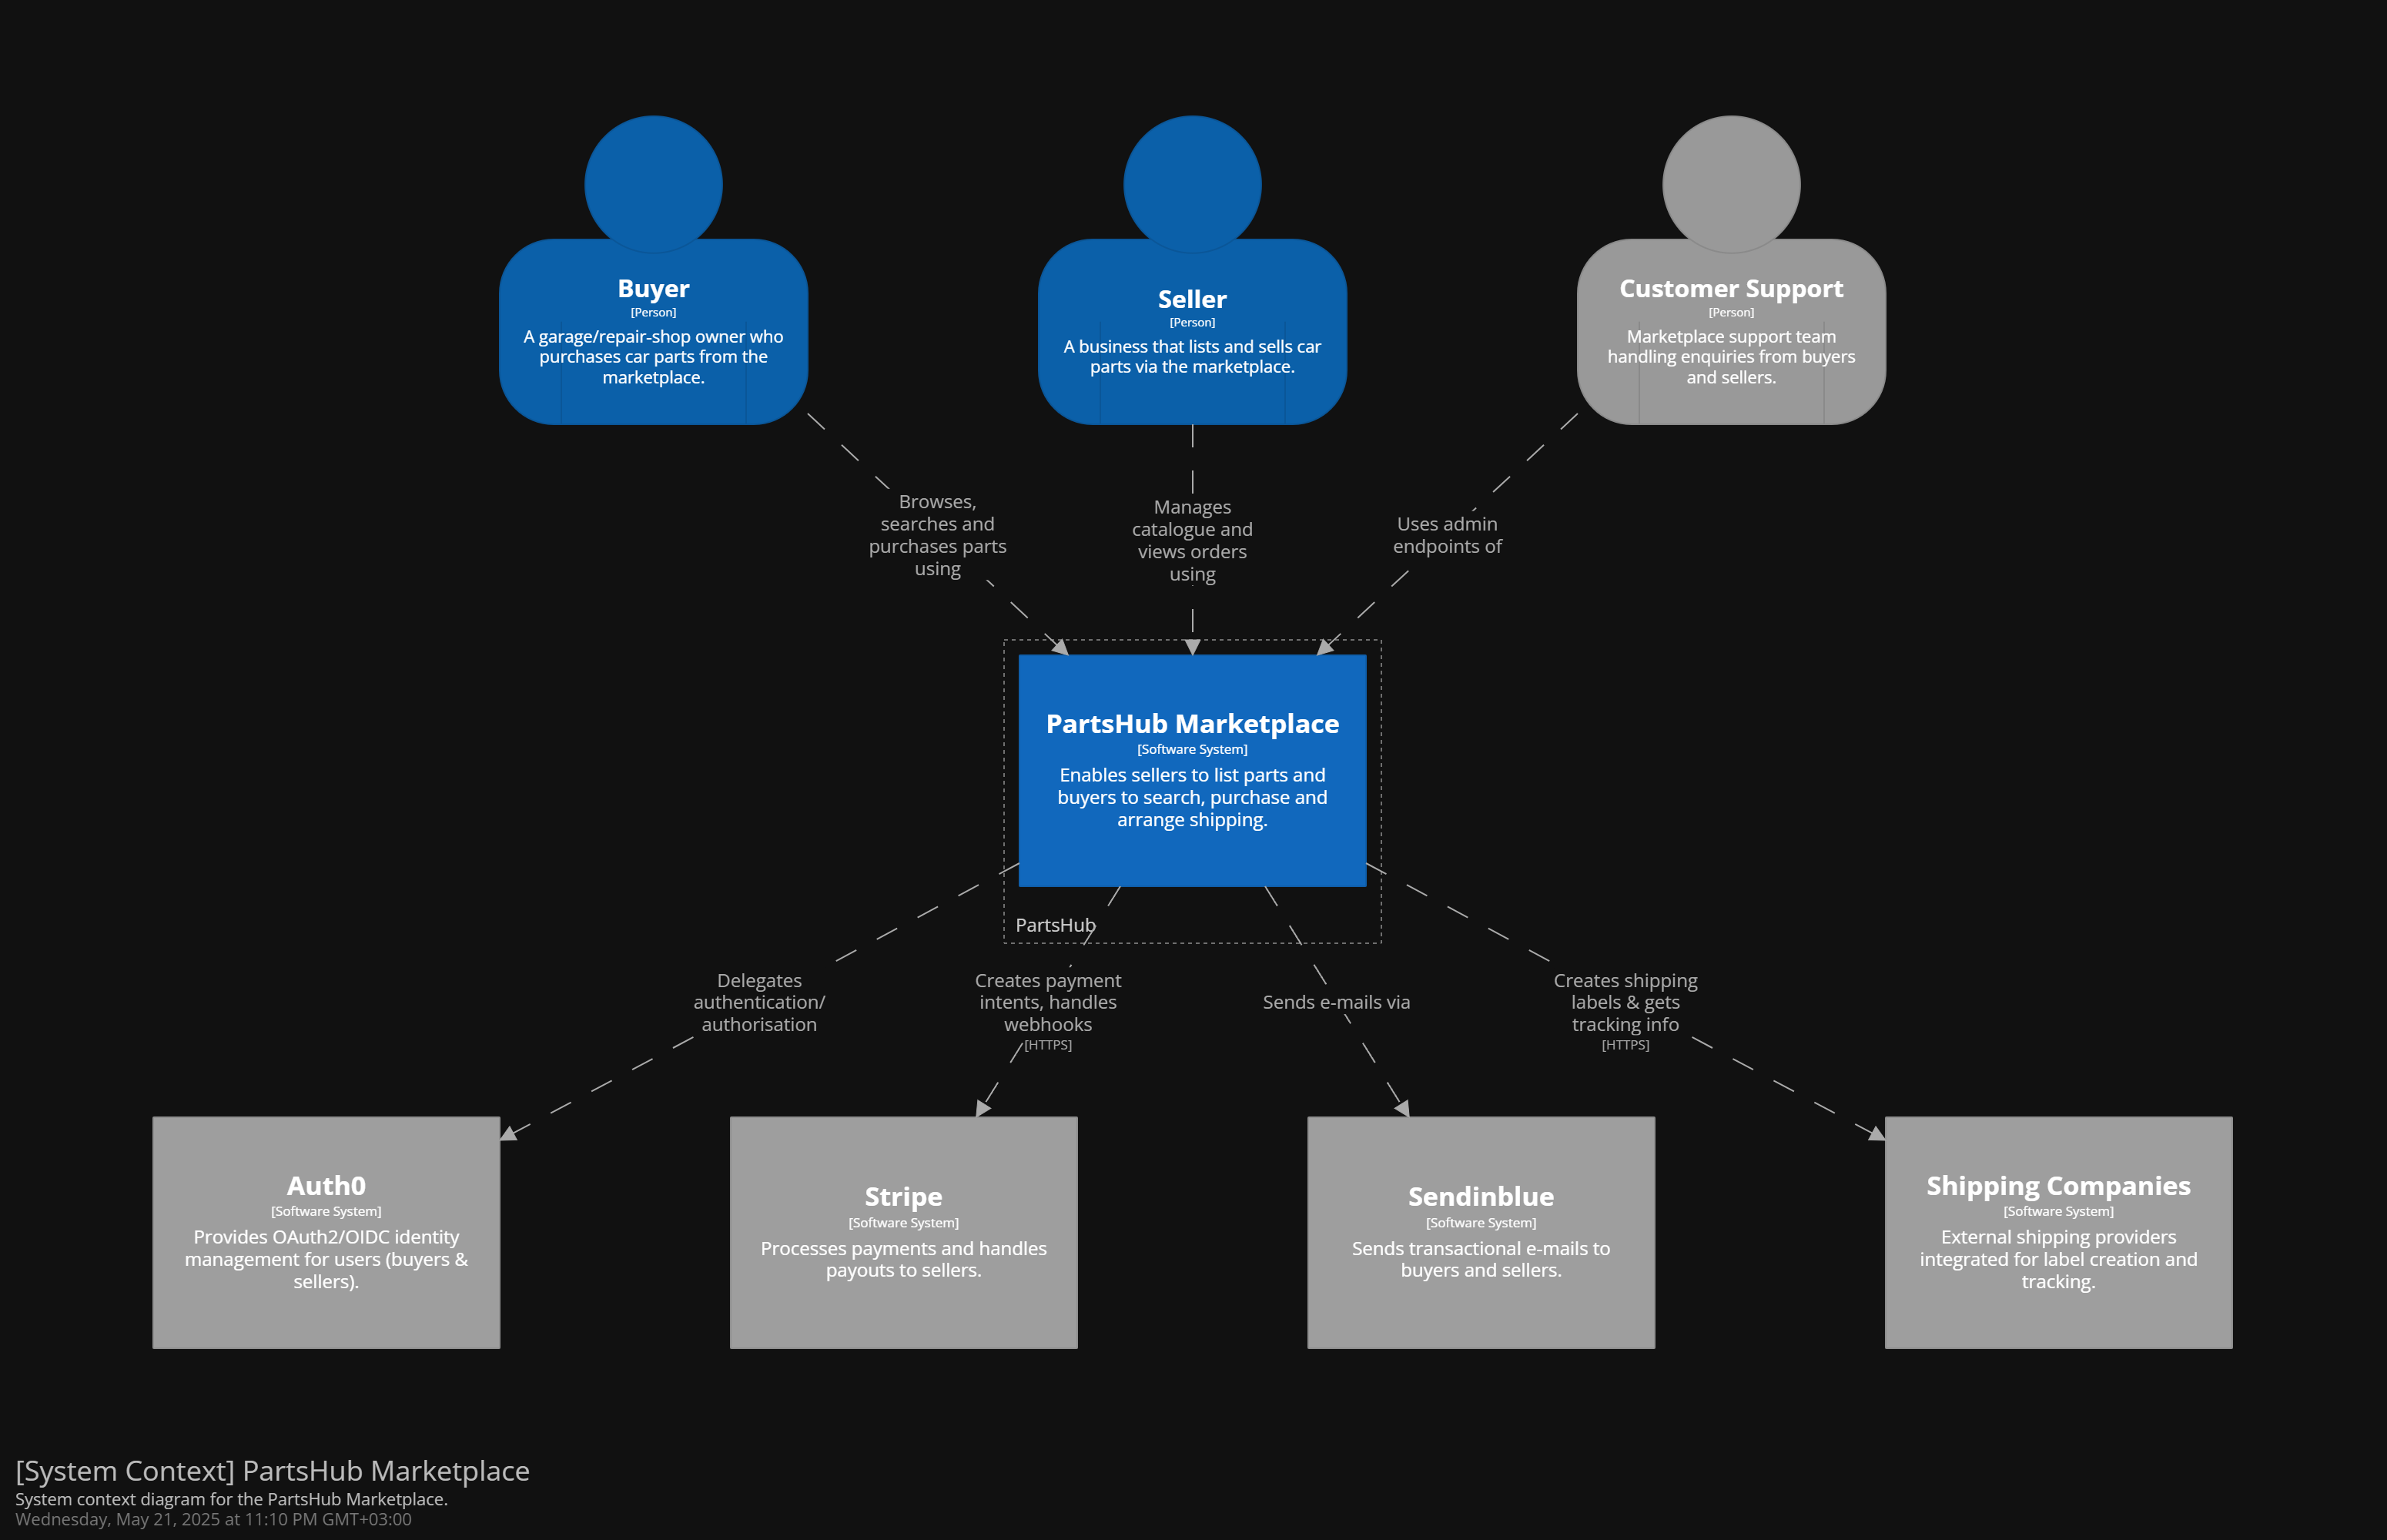 Buyer
[Person]
A garage/repair-shop owner who
purchases car parts from the
marketplace.
Seller
[Person]
A business that lists and sells car
parts via the marketplace.
Customer Support
[Person]
Marketplace support team
handling enquiries from buyers
and sellers.
Browses,
searches and
purchases parts
using
Manages
catalogue and
views orders
using
Uses admin
endpoints of
PartsHub Marketplace
[Software System]
Enables sellers to list parts and
buyers to search, purchase and
arrange shipping.
PartsHub
Delegates
authentication/
authorisation
Creates payment
intents, handles
webhooks
[HTTPS]
Sends e-mails via
Creates shipping
labels & gets
tracking info
[HTTPS]
Auth0
[Software System]
Provides OAuth2/OIDC identity
management for users (buyers &
sellers).
Stripe
[Software System]
Processes payments and handles
payouts to sellers.
Sendinblue
[Software System]
Sends transactional e-mails to
buyers and sellers.
Shipping Companies
[Software System]
External shipping providers
integrated for label creation and
tracking.
[System Context] PartsHub Marketplace
System context diagram for the PartsHub Marketplace.
Wednesday, May 21, 2025 at 11:10 PM GMT+03:00